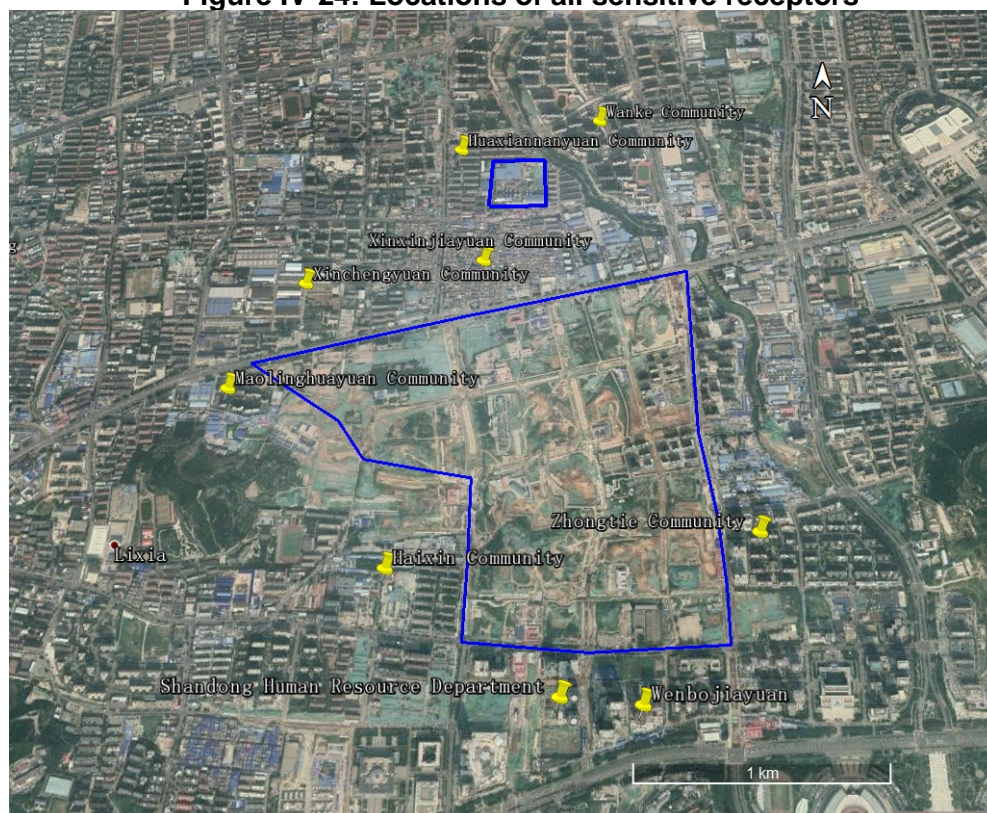 Figure IV-24: Locations of air sensitive receptors
Wanke Community
N
Huaxiannanyuan Community
Xinxinjiayuan Community
Xinchengyuan Community
Maolinghuayuan Community
Zhongtie Community
Lixia
Haixin Community
Shandong Human Resource Department
Wenbojiayuan
1 km